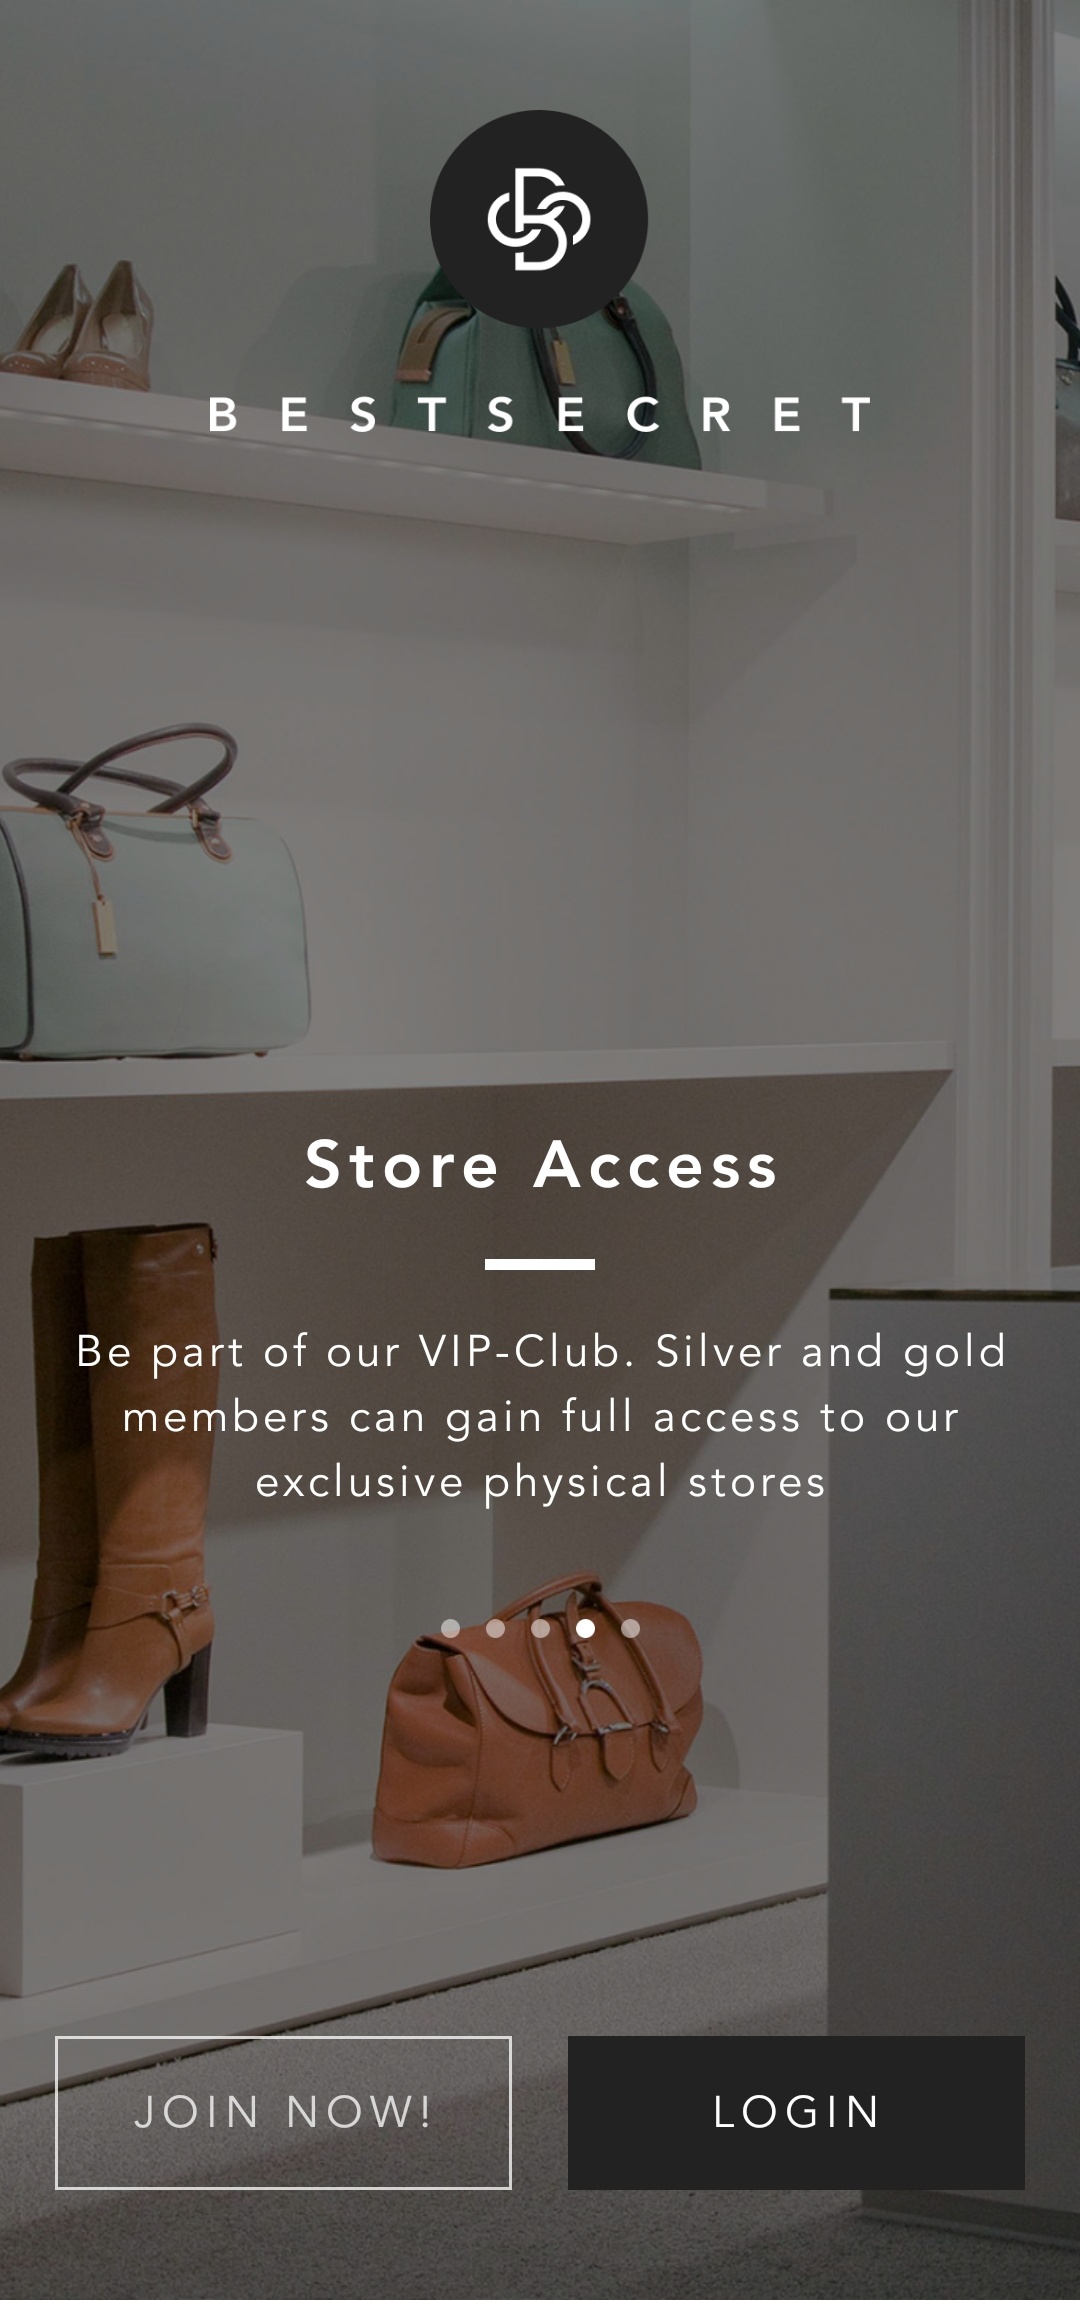 BESTSECRET
Store Access
Be part of our VIP-Club. Silver and gold
members can gain full access to our
exclusive physical stores
JOIN NOW!
LOGIN